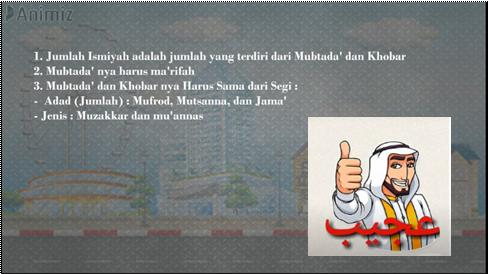 Animiz
1. Jumlah Ismiyah adalah jumlah yang terdiri dari Mubtada' dan Khobar
2. Mubtada' nya harus ma'rifah
3. Mubtada' dan Khobar nya Harus Sama dari Segi :
- Adad (Jumlah) : Mufrod, Mutsanna, dan Jama'
- Jenis : Muzakkar dan mu'annas
عجيب